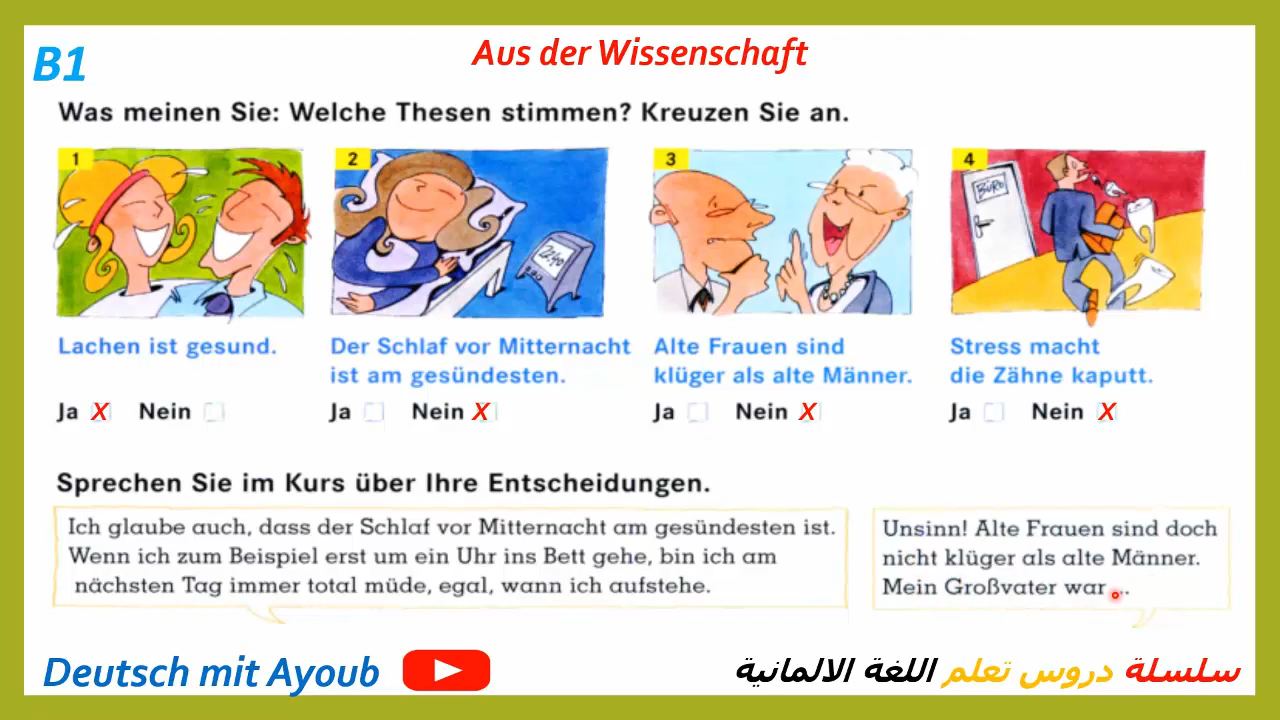 B1
Aus der Wissenschaft
Was meinen Sie: Welche Thesen stimmen? Kreuzen Sie an.
1
2
3
4
BÜRO
22:40
Lachen ist gesund.
Der Schlaf vor Mitternacht
ist am gesündesten.
Alte Frauen sind
klüger als alte Männer.
Stress macht
die Zähne kaputt.
Ja X Nein
Ja Nein X
Ja Nein X
Ja Nein X
Sprechen Sie im Kurs über Ihre Entscheidungen.
Ich glaube auch, dass der Schlaf vor Mitternacht am gesündesten ist.
Wenn ich zum Beispiel erst um ein Uhr ins Bett gehe, bin ich am
nächsten Tag immer total müde, egal, wann ich aufstehe.
Unsinn! Alte Frauen sind doch
nicht klüger als alte Männer.
Mein Großvater war ...
Deutsch mit Ayoub
سلسلة دروس تعلم اللغة الالمانية